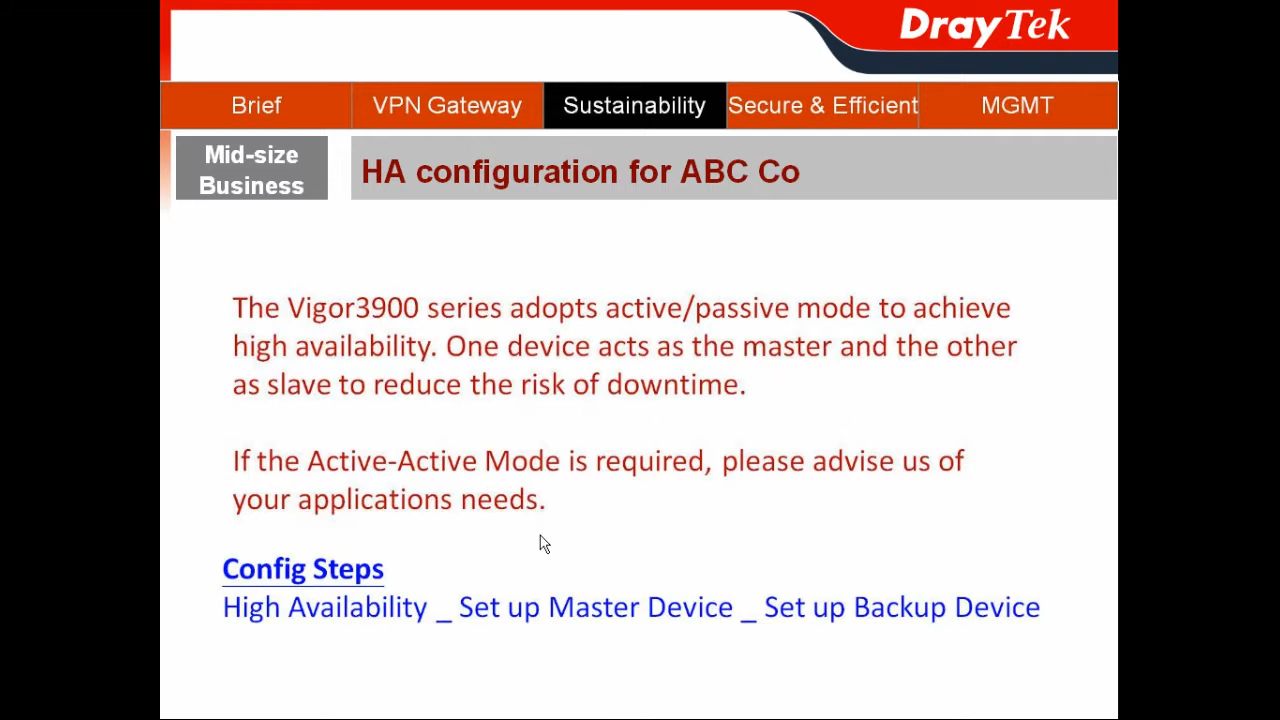 DrayTek
Brief VPN Gateway Sustainability Secure & Efficient MGMT
Mid-size
Business
HA configuration for ABC Co
The Vigor3900 series adopts active/passive mode to achieve
high availability. One device acts as the master and the other
as slave to reduce the risk of downtime.
If the Active-Active Mode is required, please advise us of
your applications needs.
Config Steps
High Availability _ Set up Master Device _ Set up Backup Device